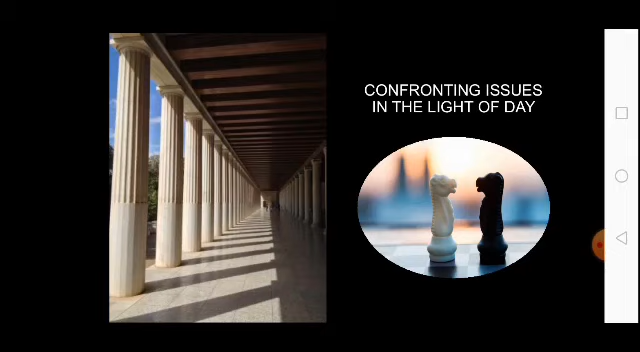 CONFRONTING ISSUES
IN THE LIGHT OF DAY